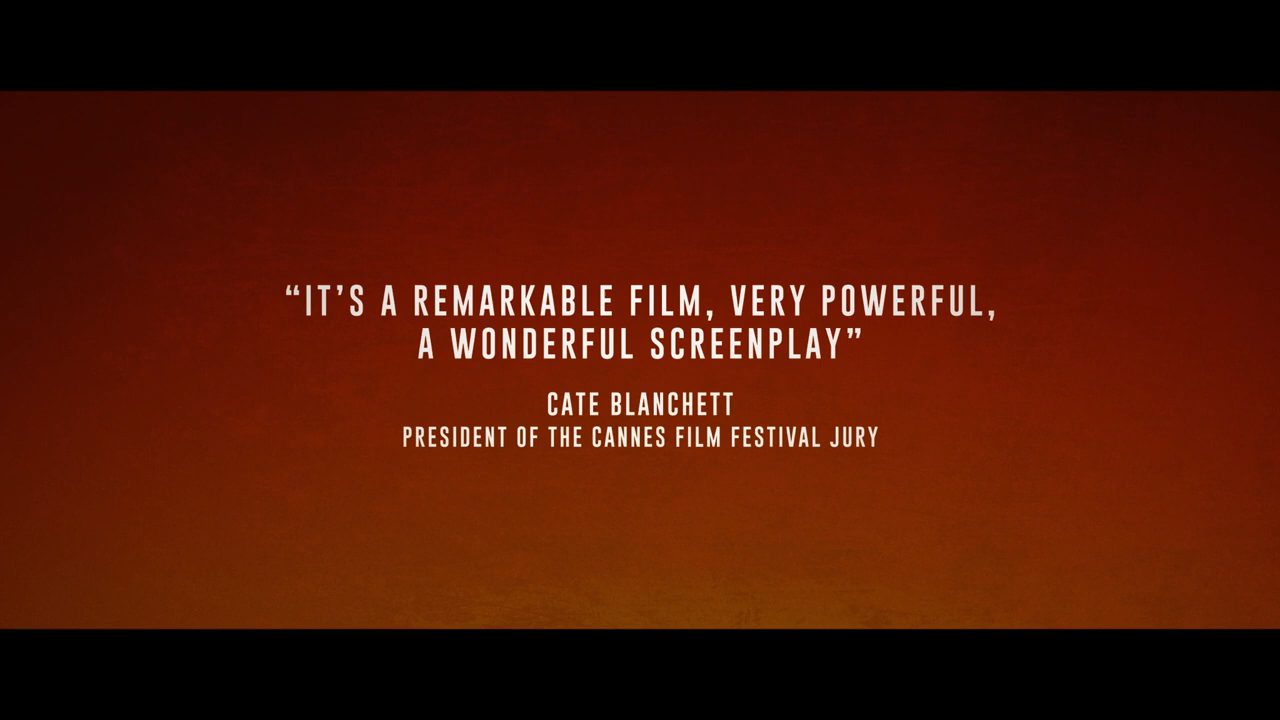 “IT’S A REMARKABLE FILM, VERY POWERFUL,
A WONDERFUL SCREENPLAY”
CATE BLANCHETT
PRESIDENT OF THE CANNES FILM FESTIVAL JURY